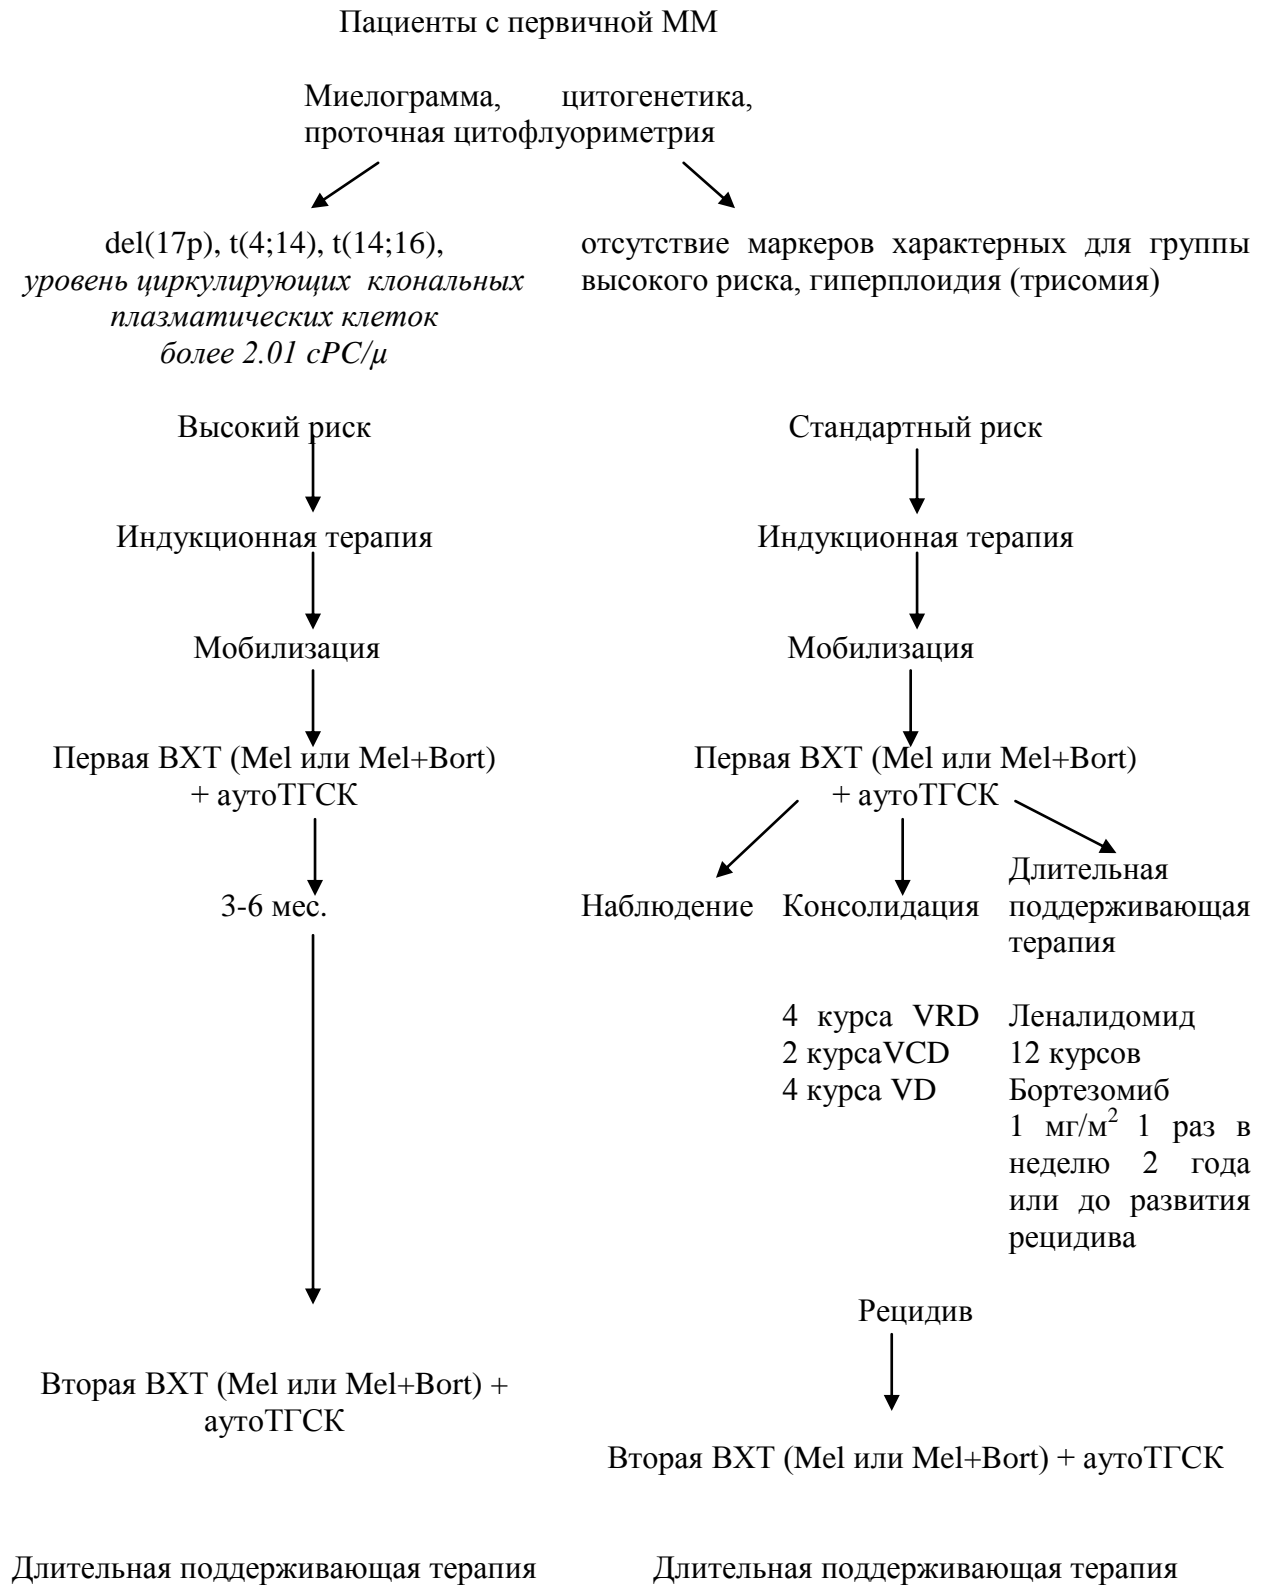 Пациенты с первичной ММ
Миелограмма, цитогенетика,
проточная цитофлуориметрия
del(17p), t(4;14), t(14;16),
уровень циркулирующих клональных
плазматических клеток
более 2.01 cPC/µ
отсутствие маркеров характерных для группы
высокого риска, гиперплоидия (трисомия)
Высокий риск
Стандартный риск
Индукционная терапия
Индукционная терапия
Мобилизация
Мобилизация
Первая ВХТ (Mel или Mel+Bort)
+ аутоТГСК
Первая ВХТ (Mel или Mel+Bort)
+ аутоТГСК
3-6 мес.
Наблюдение
Консолидация
Длительная
поддерживающая
терапия
4 курса VRD
2 курсаVCD
4 курса VD
Леналидомид
12 курсов
Бортезомиб
1 мг/м² 1 раз в
неделю 2 года
или до развития
рецидива
Рецидив
Вторая ВХТ (Mel или Mel+Bort) +
аутоТГСК
Вторая ВХТ (Mel или Mel+Bort) + аутоТГСК
Длительная поддерживающая терапия
Длительная поддерживающая терапия